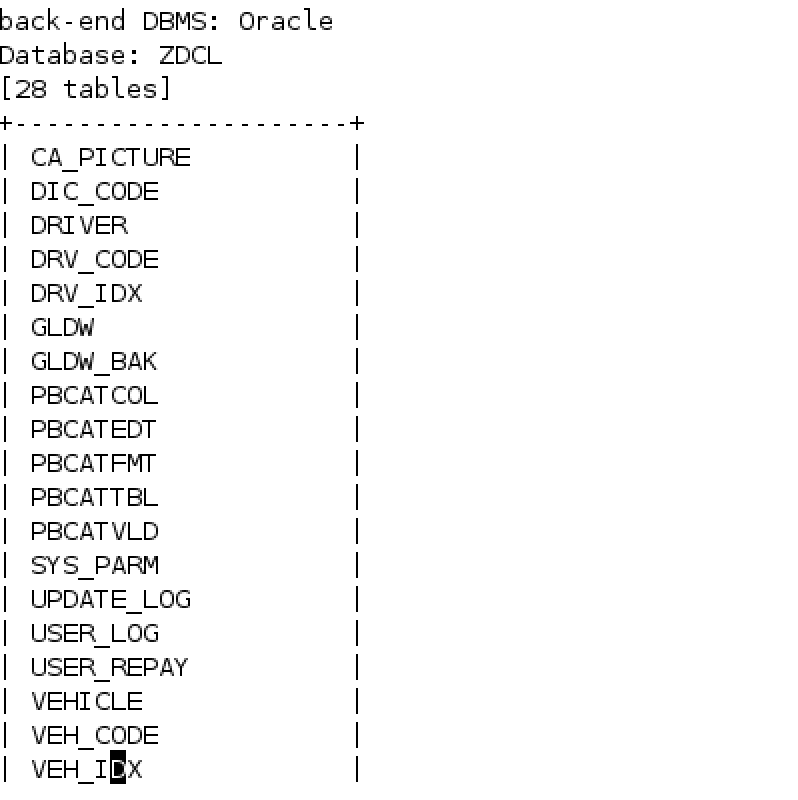 back-end DBMS: Oracle
Database: ZDCL
[28 tables]
+---------------------+
| CA_PICTURE |
| DIC_CODE |
| DRIVER |
| DRV_CODE |
| DRV_IDX |
| GLDW |
| GLDW_BAK |
| PBCATCOL |
| PBCATEDT |
| PBCATFMT |
| PBCATTBL |
| PBCATVLD |
| SYS_PARM |
| UPDATE_LOG |
| USER_LOG |
| USER_REPAY |
| VEHICLE |
| VEH_CODE |
| VEH_IDX |